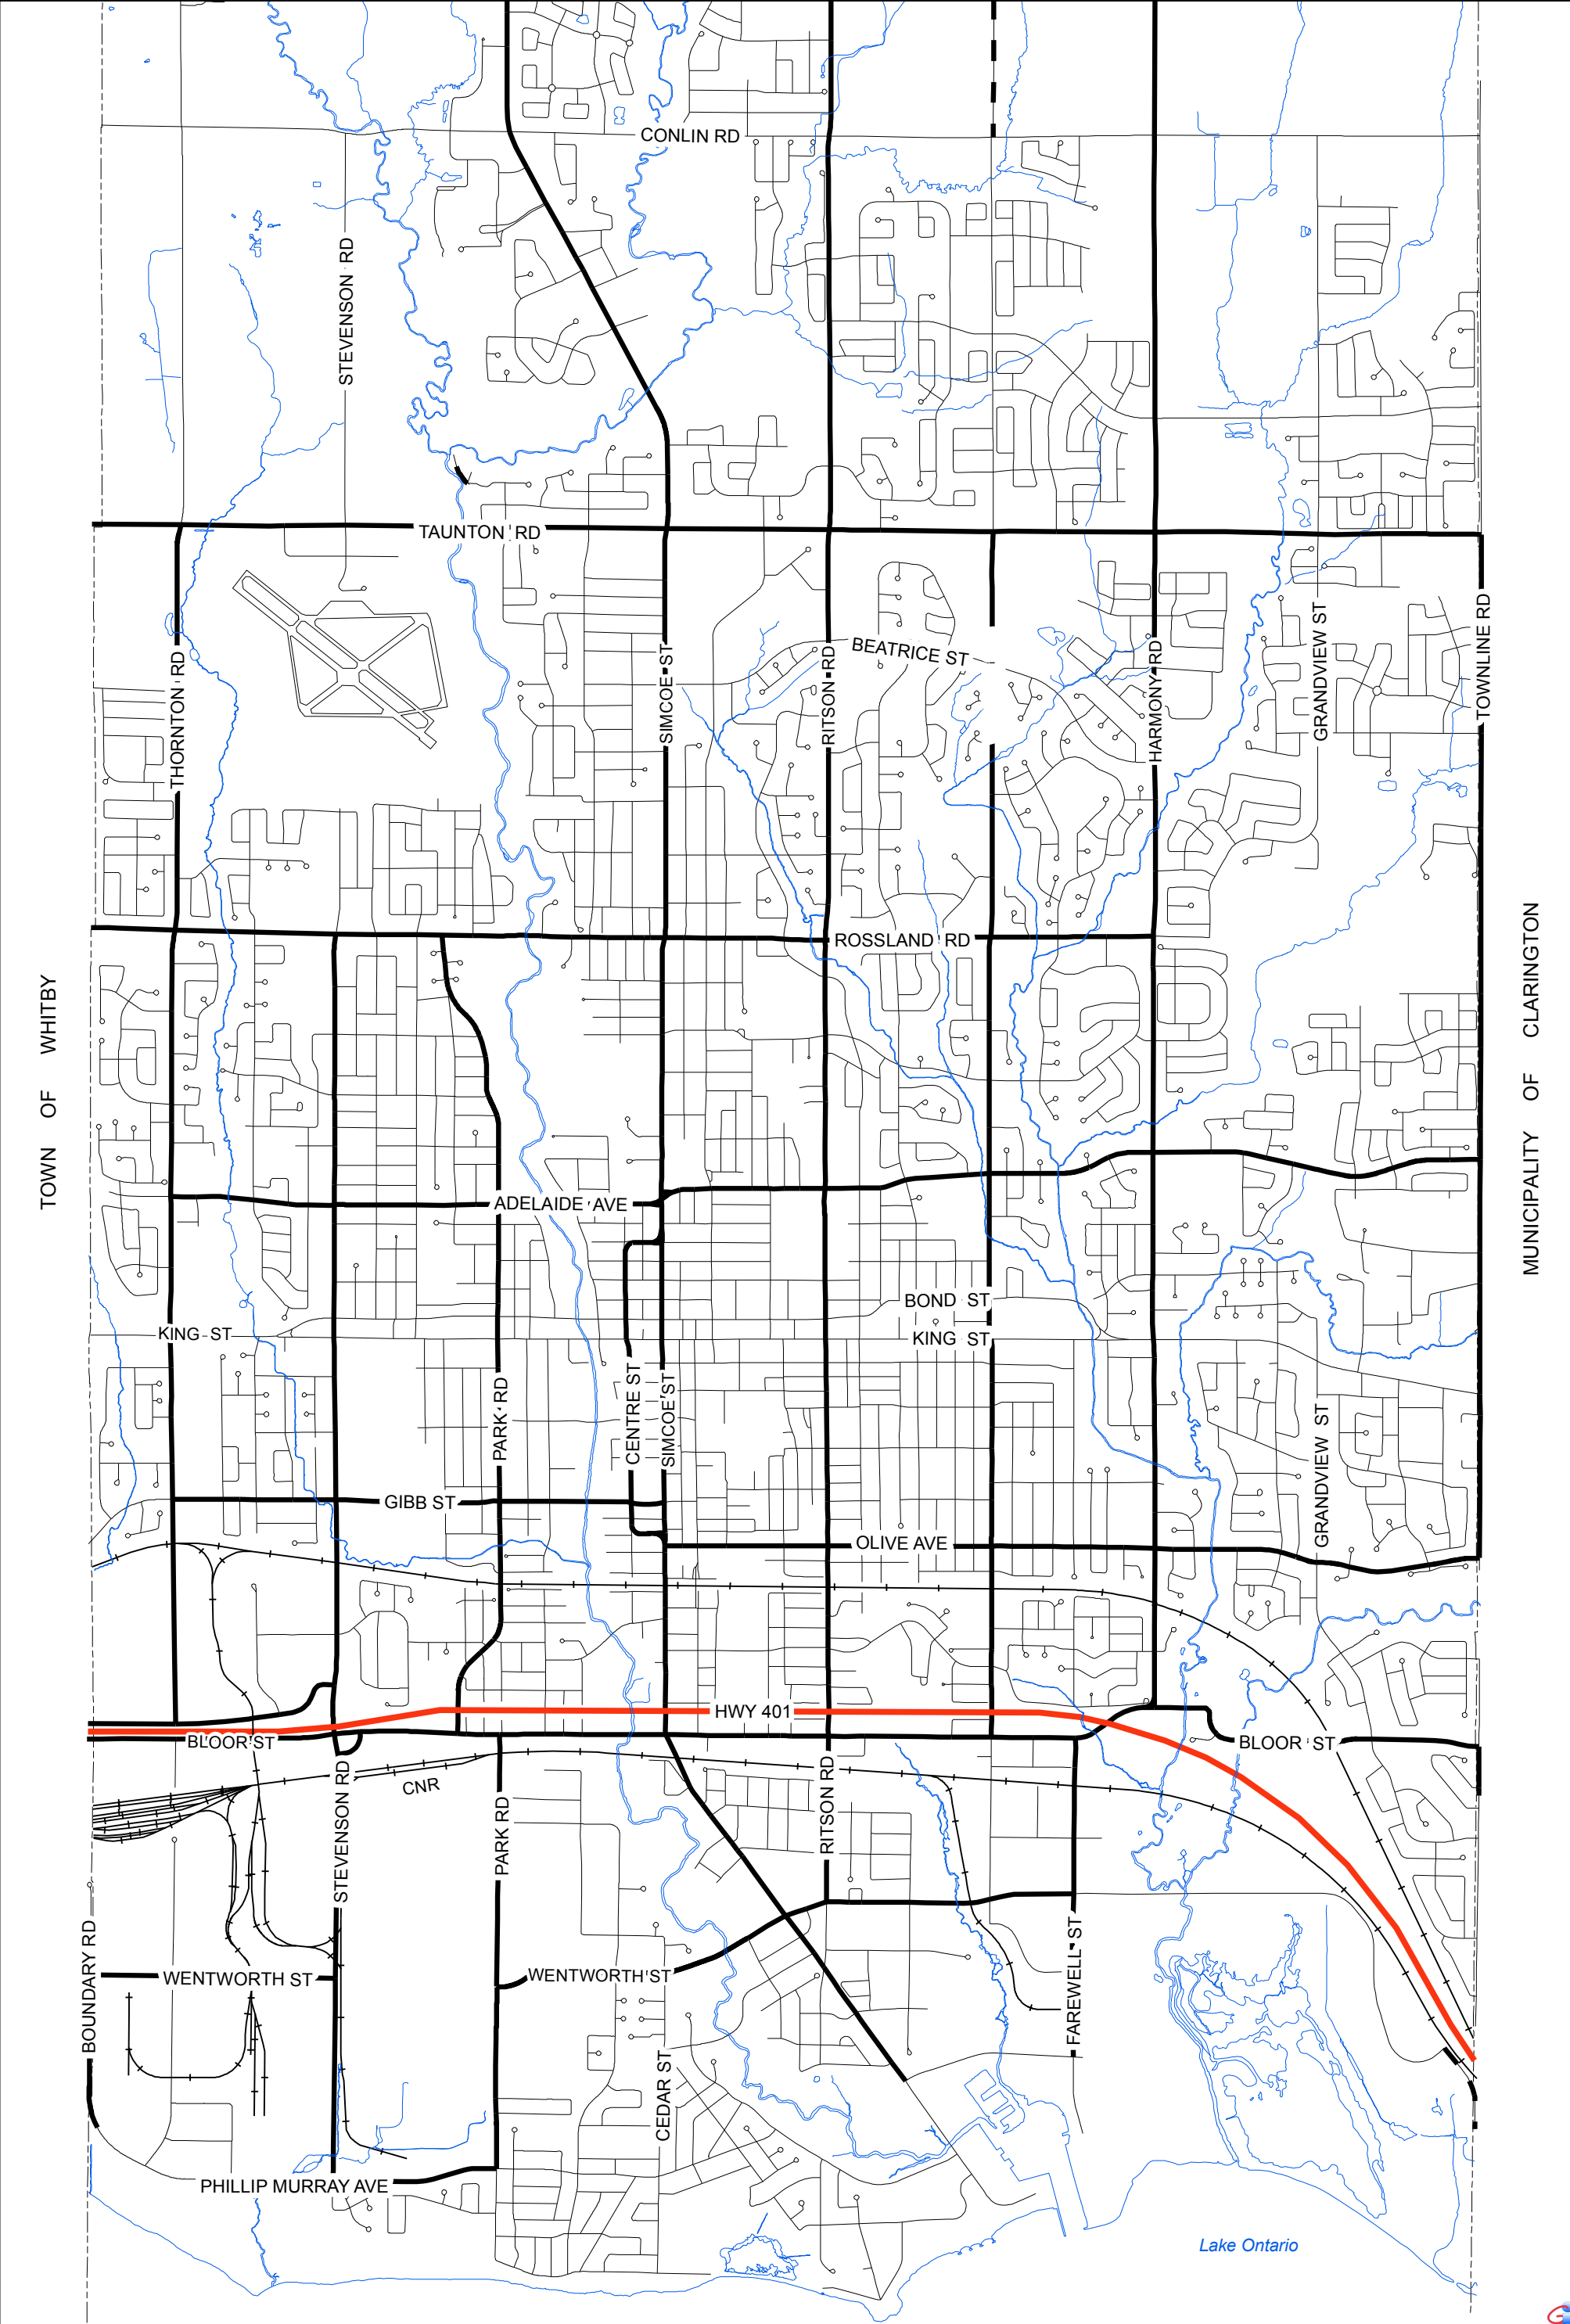 CONLIN RD
STEVENSON RD
TAUNTON RD
BEATRICE ST
THORNTON RD
SIMCOE ST
RITSON RD
HARMONY RD
GRANDVIEW ST
TOWNLINE RD
ROSSLAND RD
TOWN OF WHITBY
MUNICIPALITY OF CLARINGTON
ADELAIDE AVE
BOND ST
KING ST
KING ST
PARK RD
CENTRE ST
SIMCOE ST
GRANDVIEW ST
GIBB ST
OLIVE AVE
HWY 401
BLOOR ST
BLOOR ST
CNR
STEVENSON RD
PARK RD
RITSON RD
BOUNDARY RD
WENTWORTH ST
WENTWORTH ST
FAREWELL ST
CEDAR ST
PHILLIP MURRAY AVE
Lake Ontario